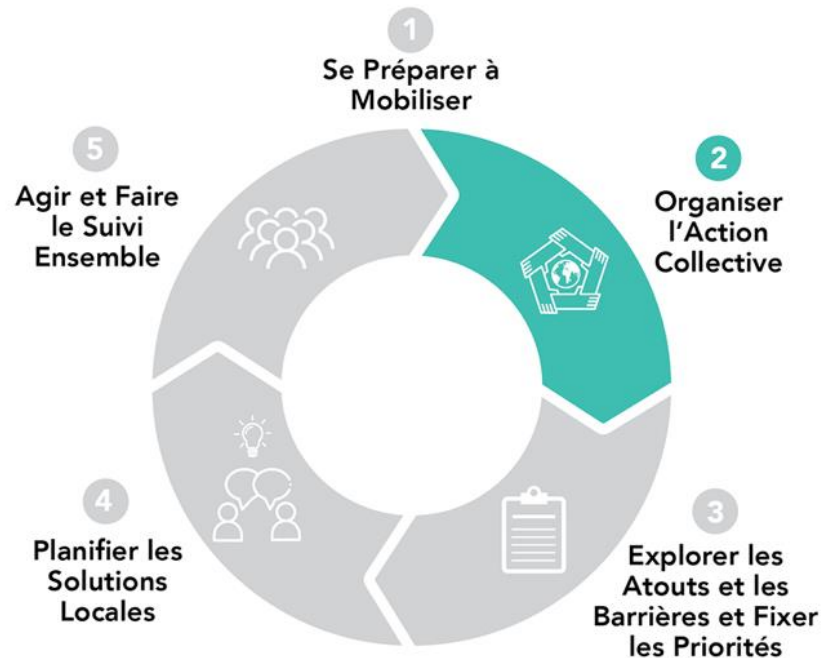 1
Se Préparer à
Mobiliser
2
Organiser
l'Action
Collective
3
Explorer les
Atouts et les
Barrières et Fixer
les Priorités
4
Planifier les
Solutions
Locales
5
Agir et Faire
le Suivi
Ensemble